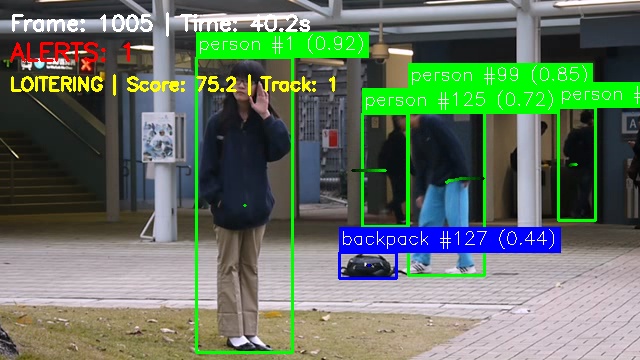 Frame: 1005 | Time: 40.2s
ALERTS: 1
LOITERING | Score: 75.2 | Track: 1
person #1 (0.92)
person #99 (0.85)
person #125 (0.72)
person #
backpack #127 (0.44)